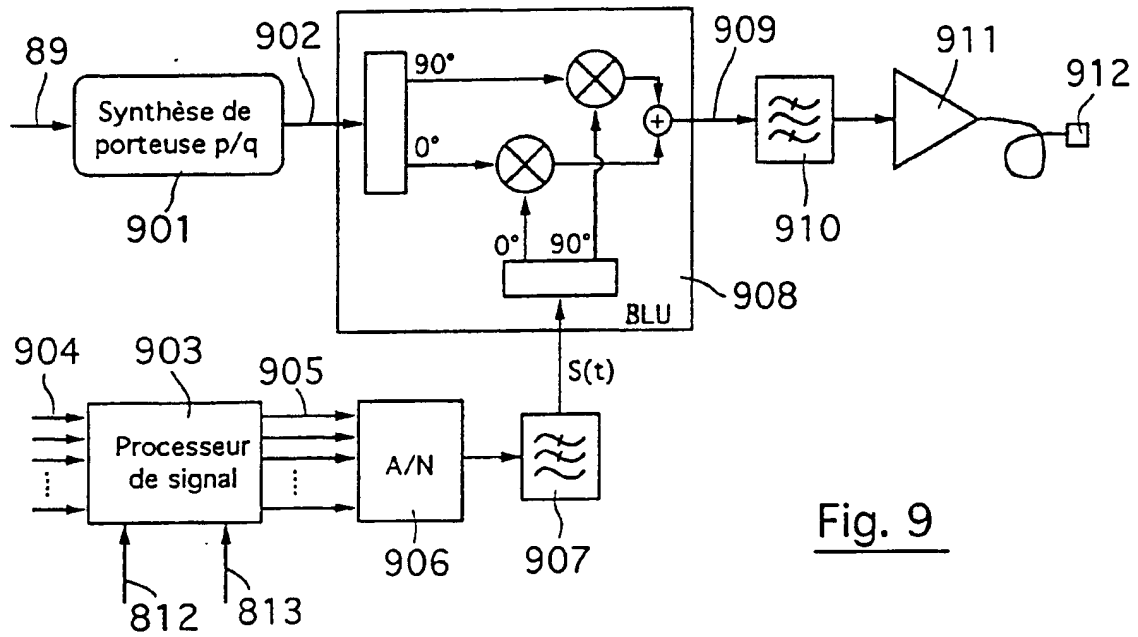 89
902
Synthèse de
porteuse p/q
901
90°
0°
0° 90°
BLU
908
909
910
911
912
S(t)
904
903
905
Processeur
de signal
A/N
906
907
812
813
Fig. 9